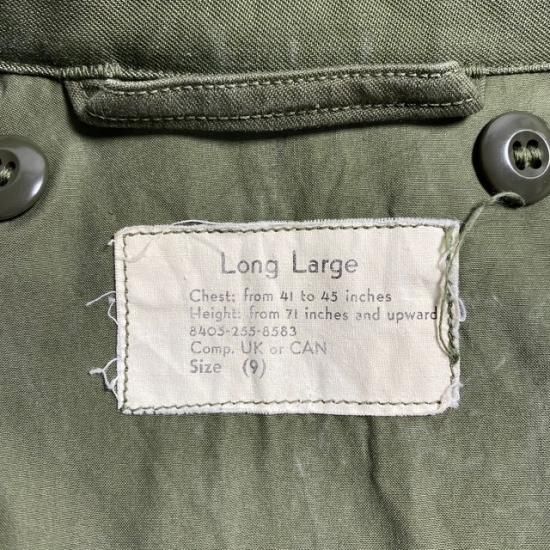 Long Large
Chest: from 41 to 45 inches
Height: from 71 inches and upward
8405-255-8583
Comp. UK or CAN
Size (9)